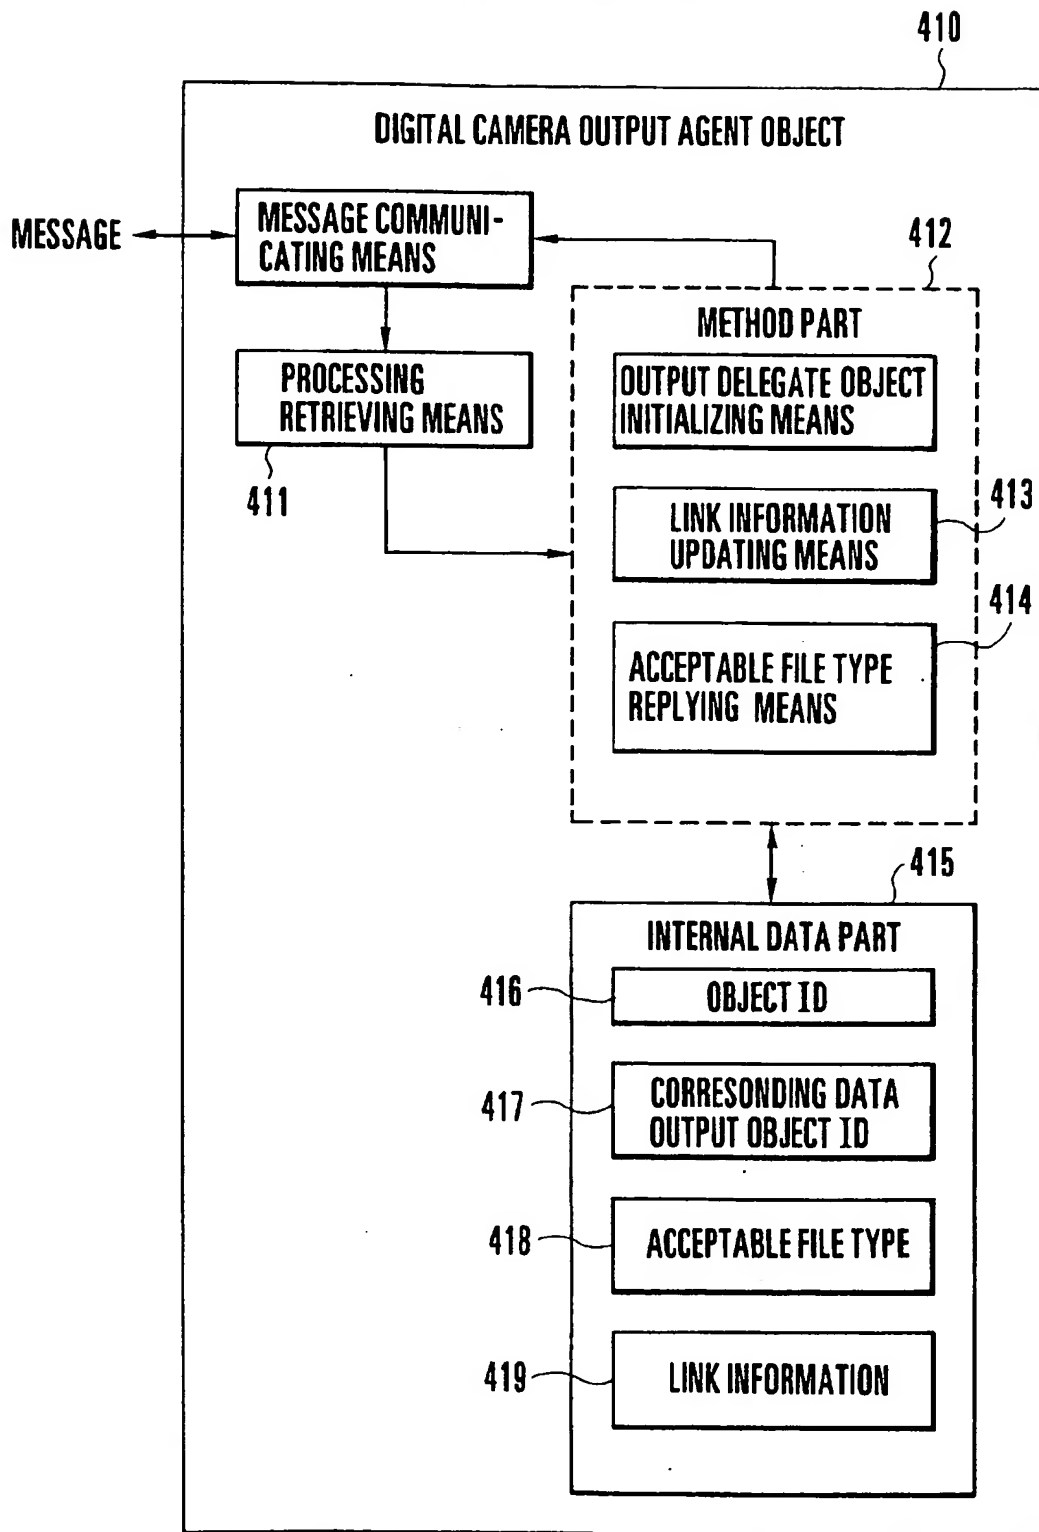 410
DIGITAL CAMERA OUTPUT AGENT OBJECT
MESSAGE
MESSAGE COMMUNI-
CATING MEANS
412
METHOD PART
PROCESSING
RETRIEVING MEANS
411
OUTPUT DELEGATE OBJECT
INITIALIZING MEANS
413
LINK INFORMATION
UPDATING MEANS
414
ACCEPTABLE FILE TYPE
REPLYING MEANS
415
INTERNAL DATA PART
416
OBJECT ID
417
CORRESONDING DATA
OUTPUT OBJECT ID
418
ACCEPTABLE FILE TYPE
419
LINK INFORMATION